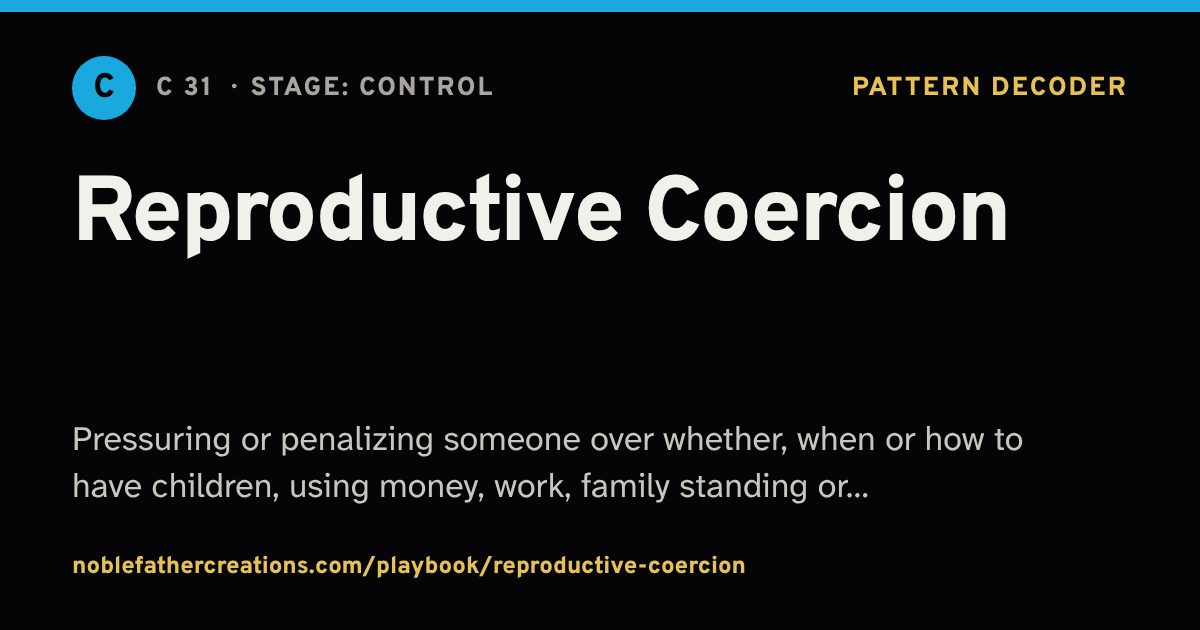 C
C 31 · STAGE: CONTROL
PATTERN DECODER
Reproductive Coercion
Pressuring or penalizing someone over whether, when or how to
have children, using money, work, family standing or...
noblefathercreations.com/playbook/reproductive-coercion